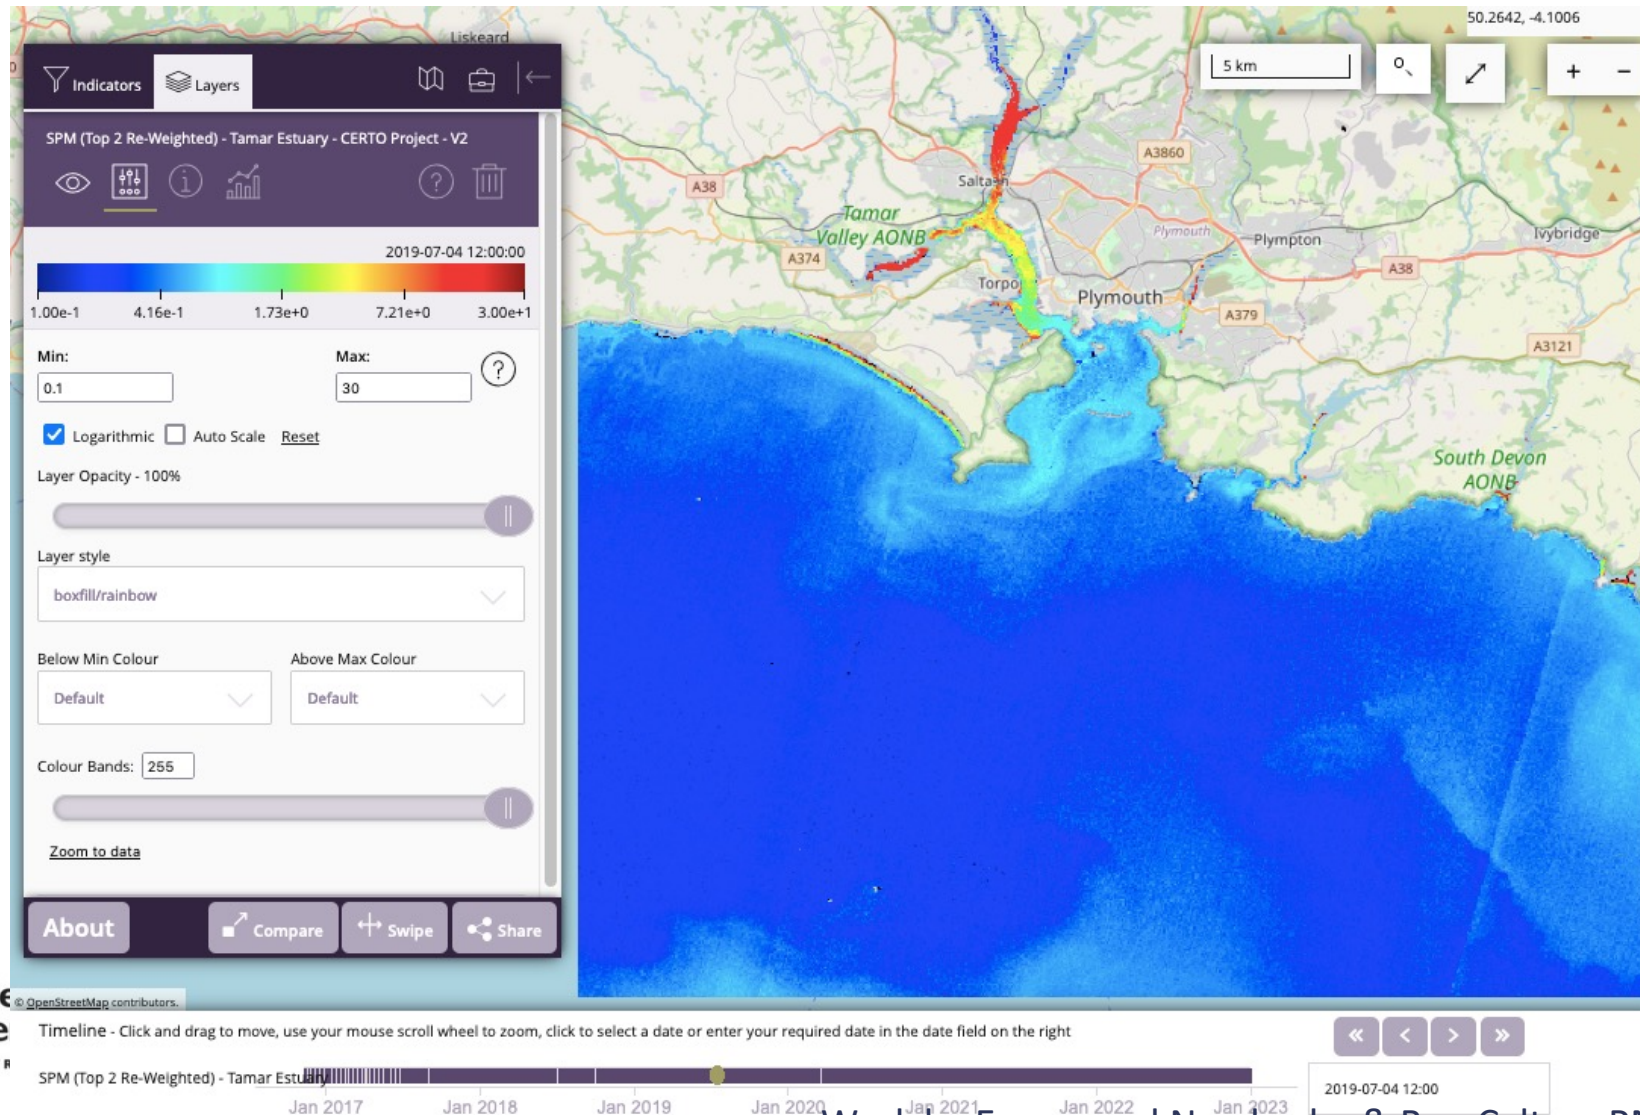 Liskeard
50.2642, -4.1006
Indicators
Layers
5 km
+ −
SPM (Top 2 Re-Weighted) - Tamar Estuary - CERTO Project - V2
2019-07-04 12:00:00
1.00e-1 4.16e-1 1.73e+0 7.21e+0 3.00e+1
Min: Max:
0.1 30
Logarithmic Auto Scale Reset
Layer Opacity - 100%
Layer style
boxfill/rainbow
Below Min Colour Above Max Colour
Default Default
Colour Bands: 255
Zoom to data
About Compare Swipe Share
© OpenStreetMap contributors.
A3860
A38
Saltash
Tamar
Valley AONB
Plymouth
Plympton
Ivybridge
A374
A38
Torpo
Plymouth
A379
A3121
South Devon
AONB
Timeline - Click and drag to move, use your mouse scroll wheel to zoom, click to select a date or enter your required date in the date field on the right
SPM (Top 2 Re-Weighted) - Tamar Estuary
2019-07-04 12:00
Jan 2017 Jan 2018 Jan 2019 Jan 2020 Jan 2021 Jan 2022 Jan 2023